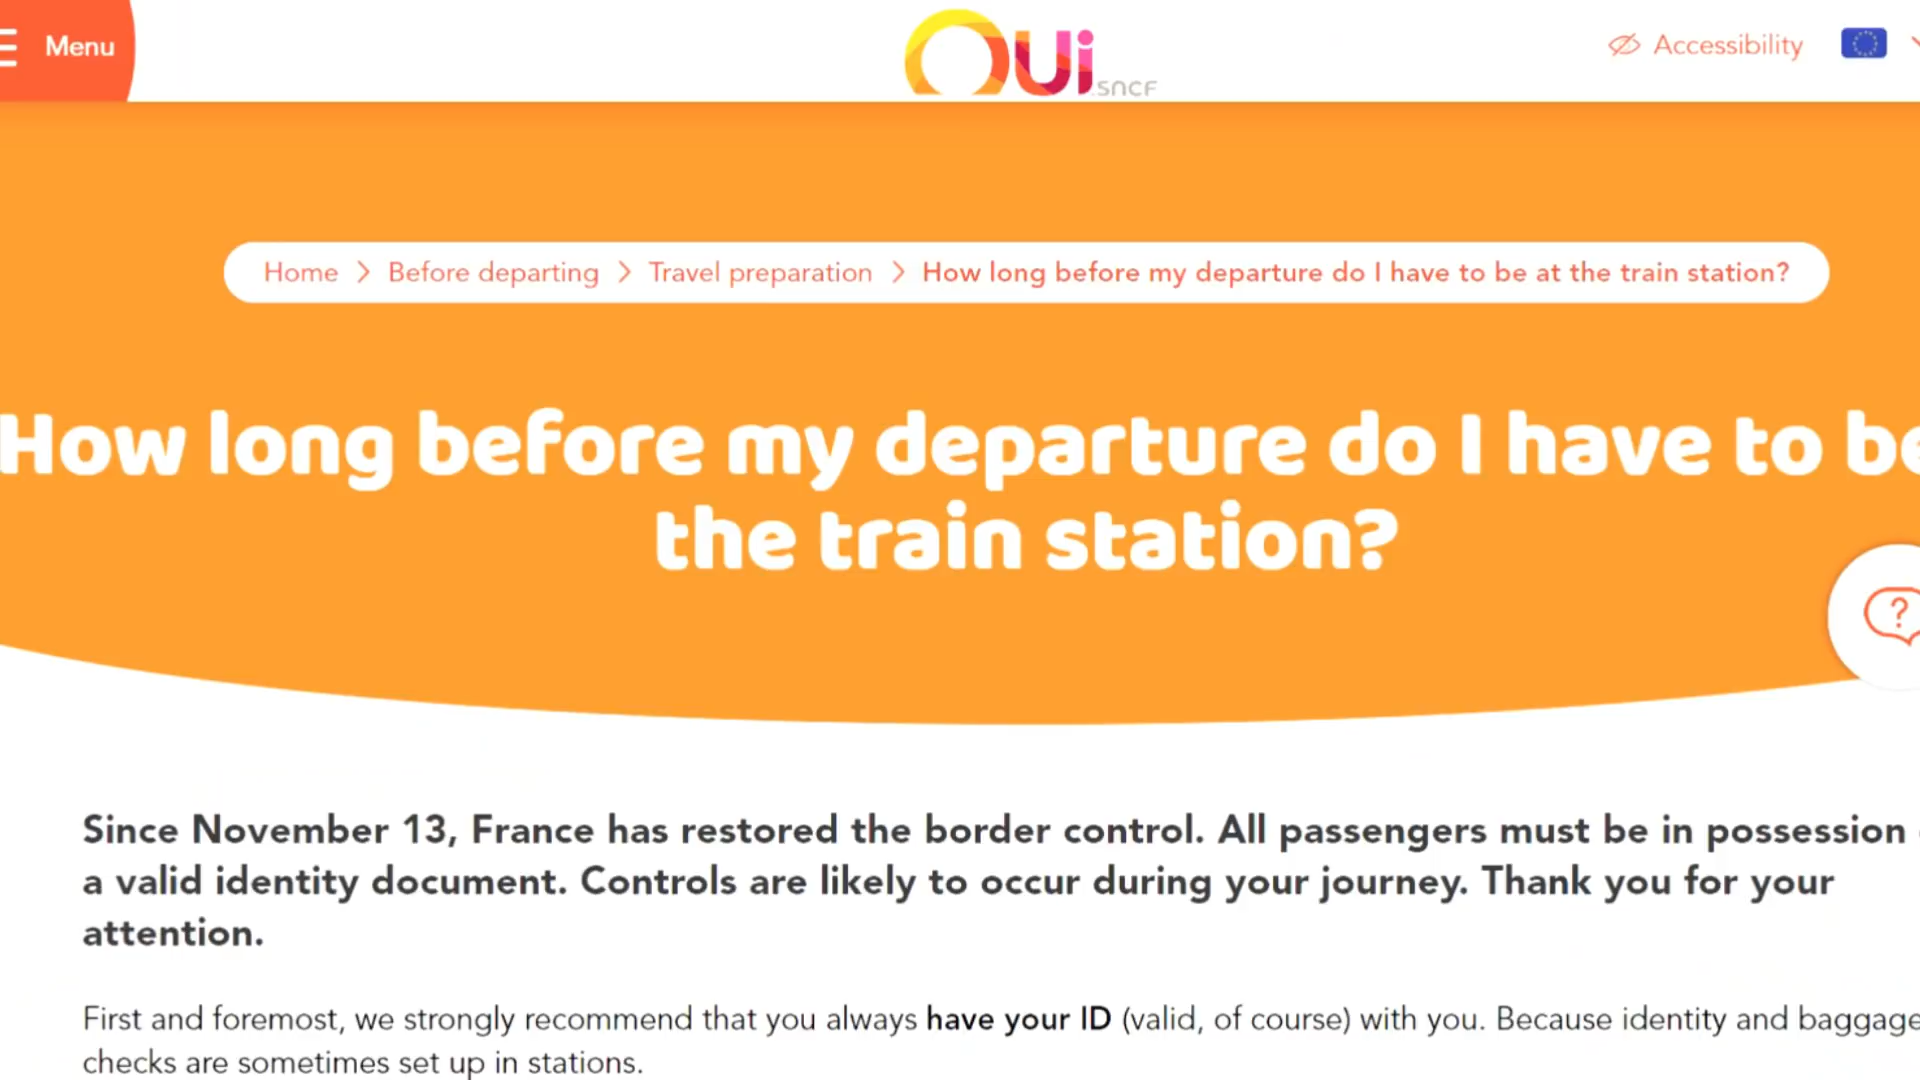 Menu
Oui.sncf
Accessibility
Home > Before departing > Travel preparation > How long before my departure do I have to be at the train station?
How long before my departure do I have to be
the train station?
?
Since November 13, France has restored the border control. All passengers must be in possession
a valid identity document. Controls are likely to occur during your journey. Thank you for your
attention.
First and foremost, we strongly recommend that you always have your ID (valid, of course) with you. Because identity and baggage
checks are sometimes set up in stations.